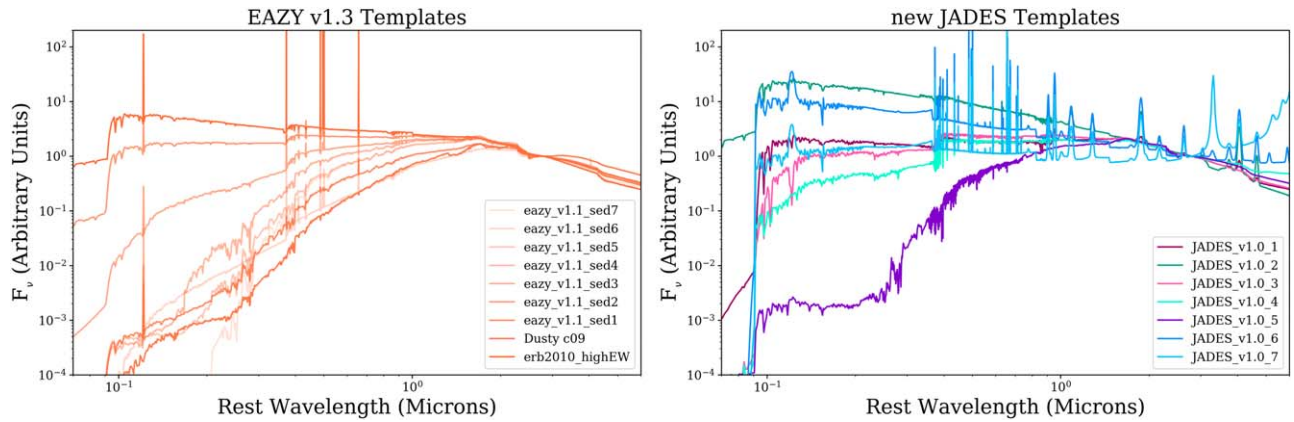 EAZY v1.3 Templates
F_ν (Arbitrary Units)
10²
10¹
10⁰
10⁻¹
10⁻²
10⁻³
10⁻⁴
eazy_v1.1_sed7
eazy_v1.1_sed6
eazy_v1.1_sed5
eazy_v1.1_sed4
eazy_v1.1_sed3
eazy_v1.1_sed2
eazy_v1.1_sed1
Dusty c09
erb2010_highEW
10⁻¹ 10⁰
Rest Wavelength (Microns)
new JADES Templates
F_ν (Arbitrary Units)
10²
10¹
10⁰
10⁻¹
10⁻²
10⁻³
10⁻⁴
JADES_v1.0_1
JADES_v1.0_2
JADES_v1.0_3
JADES_v1.0_4
JADES_v1.0_5
JADES_v1.0_6
JADES_v1.0_7
10⁻¹ 10⁰
Rest Wavelength (Microns)